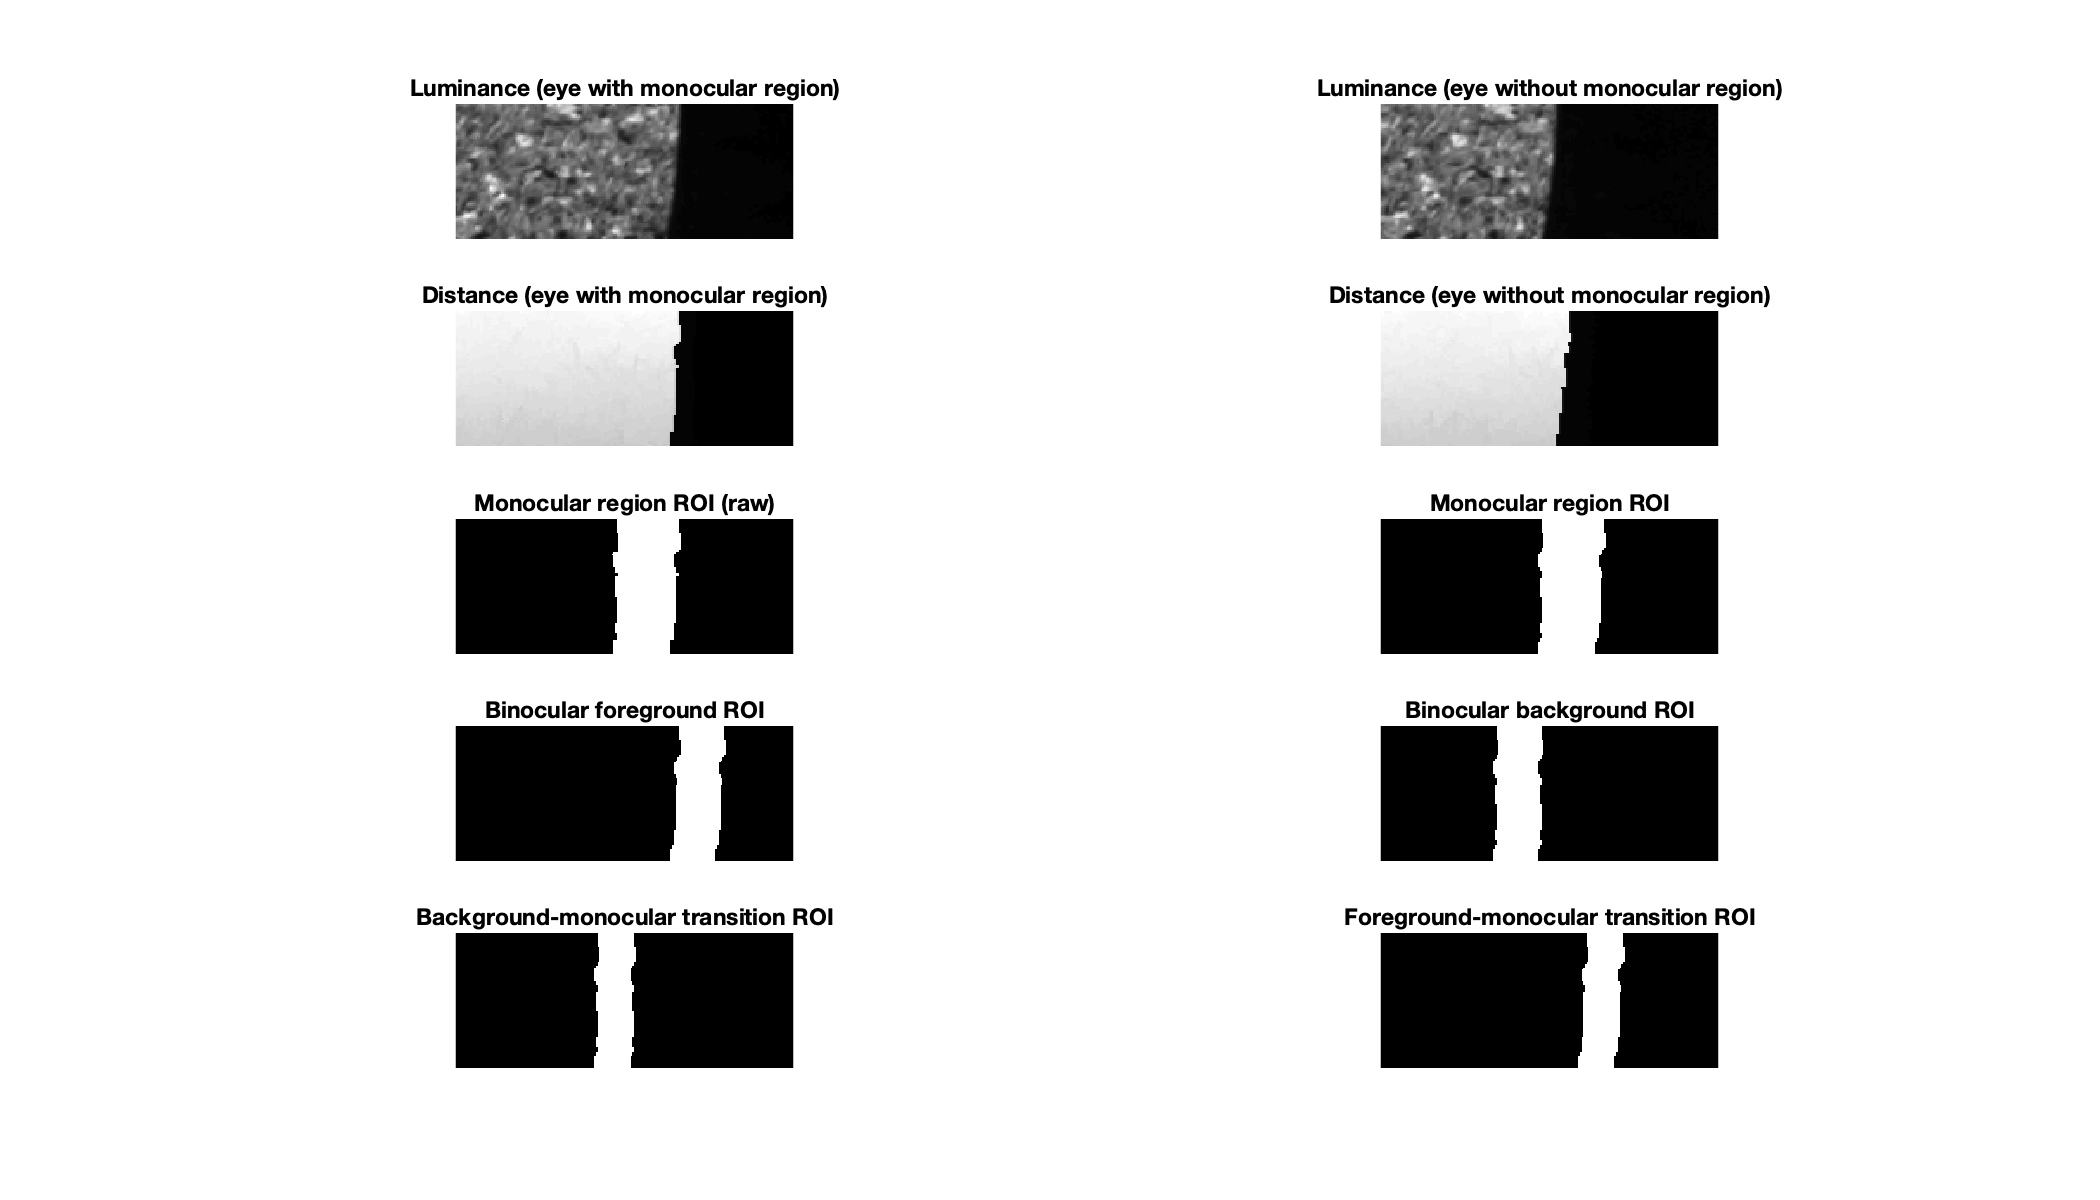 Luminance (eye with monocular region)
Luminance (eye without monocular region)
Distance (eye with monocular region)
Distance (eye without monocular region)
Monocular region ROI (raw)
Monocular region ROI
Binocular foreground ROI
Binocular background ROI
Background-monocular transition ROI
Foreground-monocular transition ROI